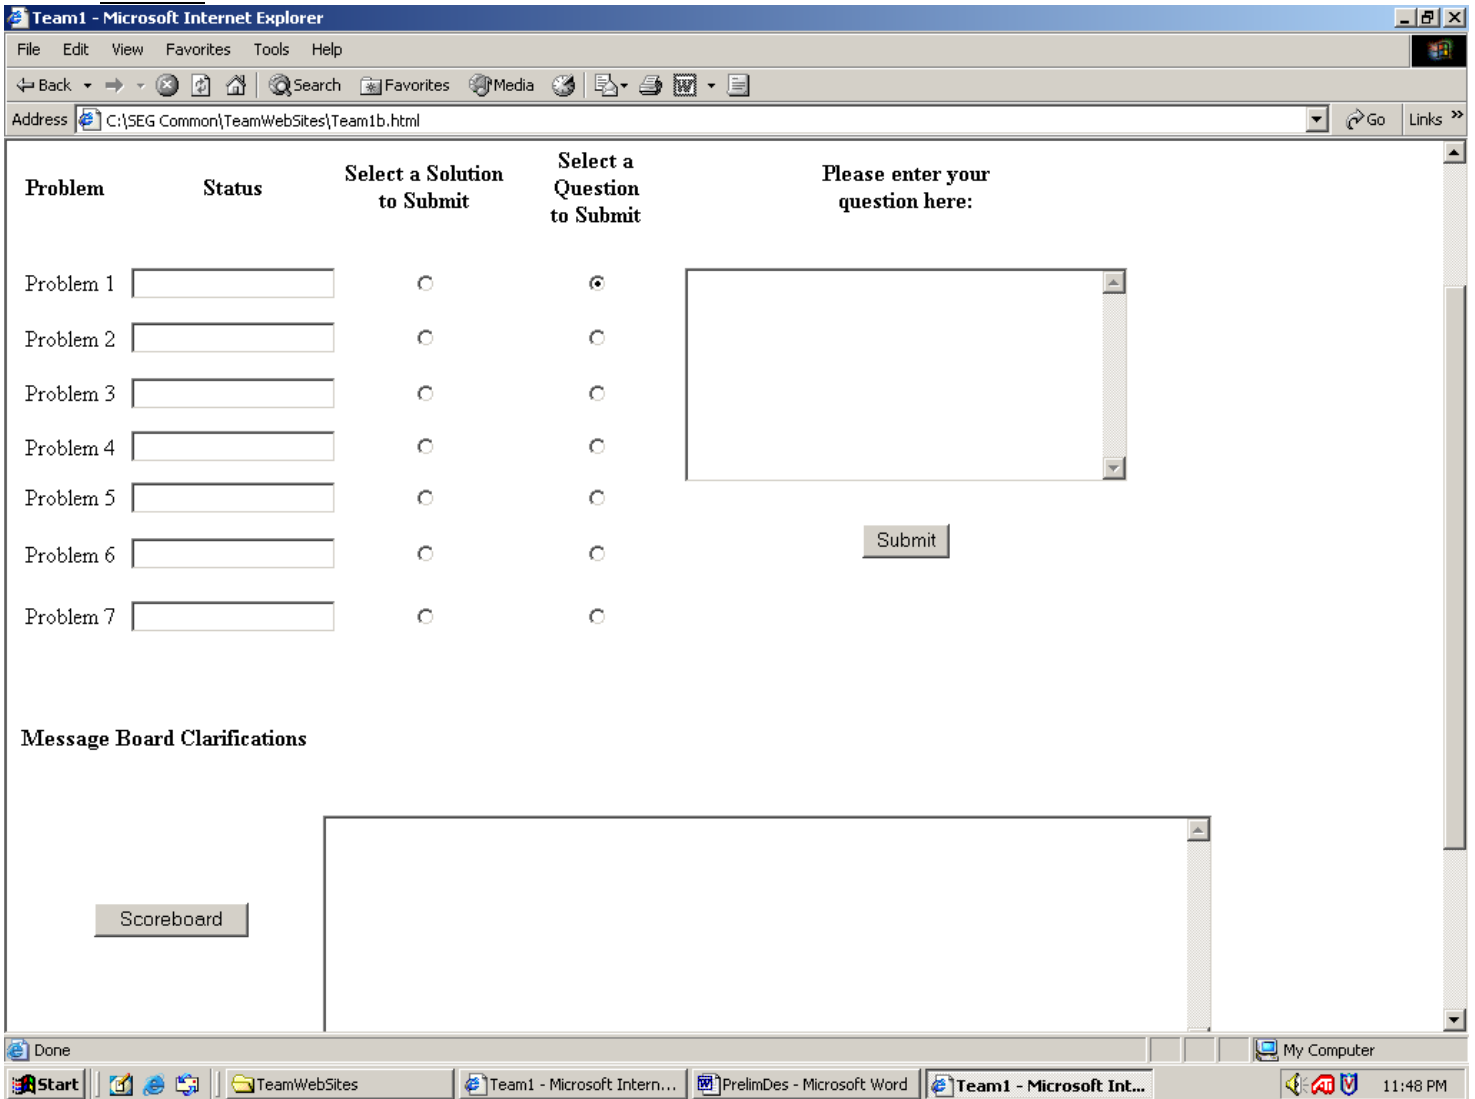 Team1 - Microsoft Internet Explorer
File Edit View Favorites Tools Help
Back Search Favorites Media
Address C:\SEG Common\TeamWebSites\Team1b.html Go Links »
Problem
Status
Select a Solution
to Submit
Select a
Question
to Submit
Please enter your
question here:
Problem 1
Problem 2
Problem 3
Problem 4
Problem 5
Problem 6
Problem 7
Submit
Message Board Clarifications
Scoreboard
Done My Computer
Start TeamWebSites Team1 - Microsoft Intern... PrelimDes - Microsoft Word Team1 - Microsoft Int... 11:48 PM